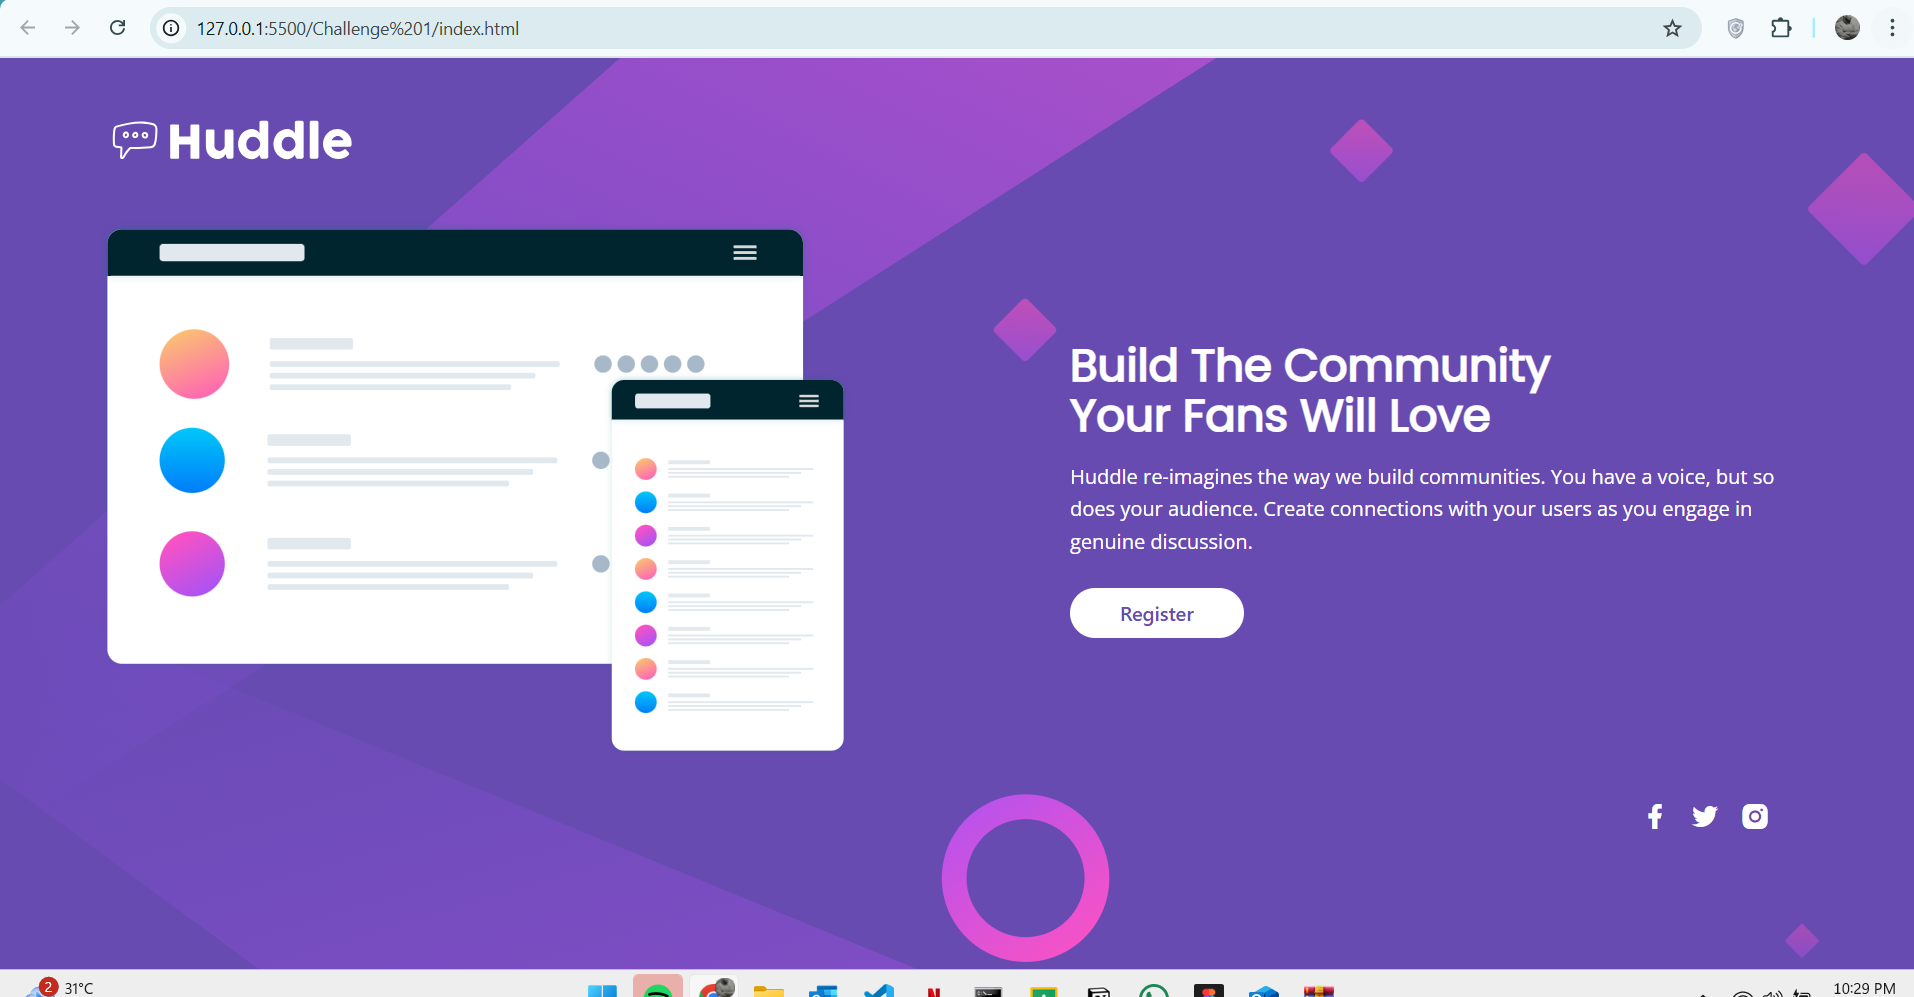 127.0.0.1:5500/Challenge%201/index.html
Huddle
Build The Community
Your Fans Will Love
Huddle re-imagines the way we build communities. You have a voice, but so
does your audience. Create connections with your users as you engage in
genuine discussion.
Register
2
31°C
10:29 PM